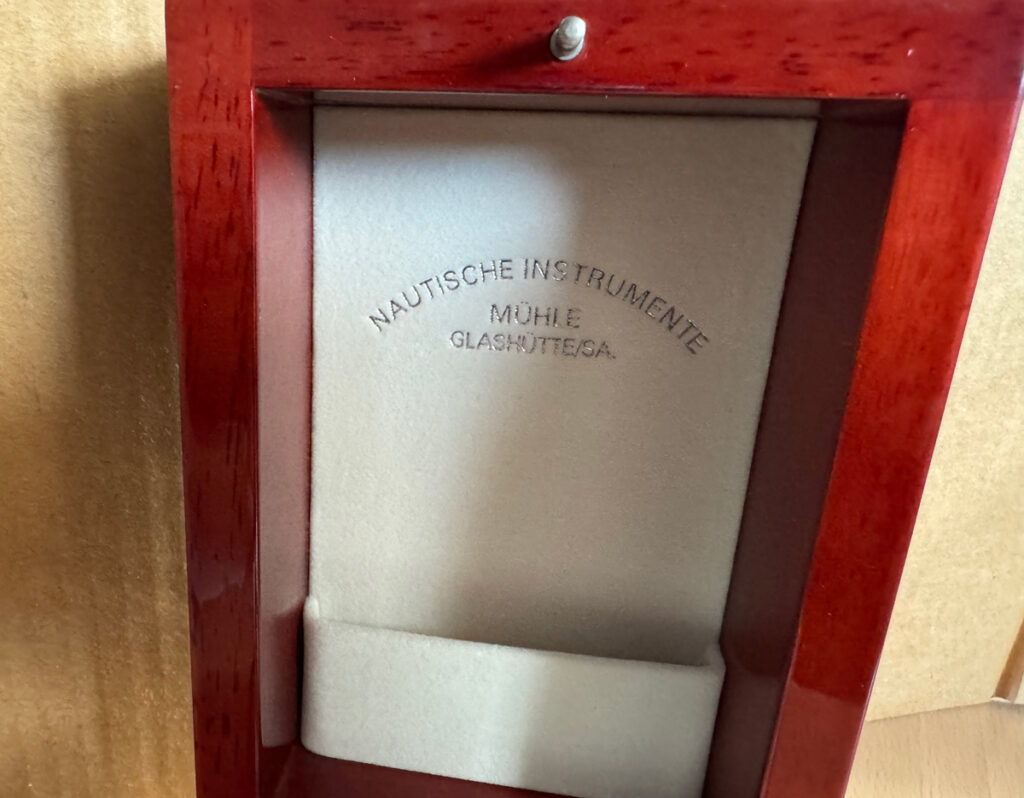 NAUTISCHE INSTRUMENTE
MÜHLE
GLASHÜTTE/SA.